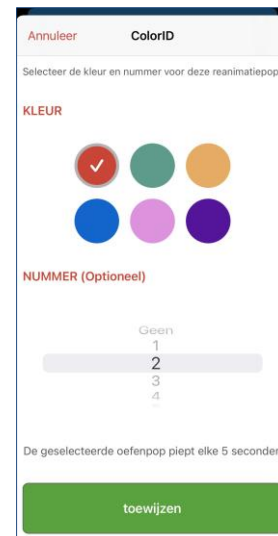 Annuleer ColorID
Selecteer de kleur en nummer voor deze reanimatiepop
KLEUR
NUMMER (Optioneel)
Geen
1
2
3
4
De geselecteerde oefenpop piept elke 5 seconden
toewijzen